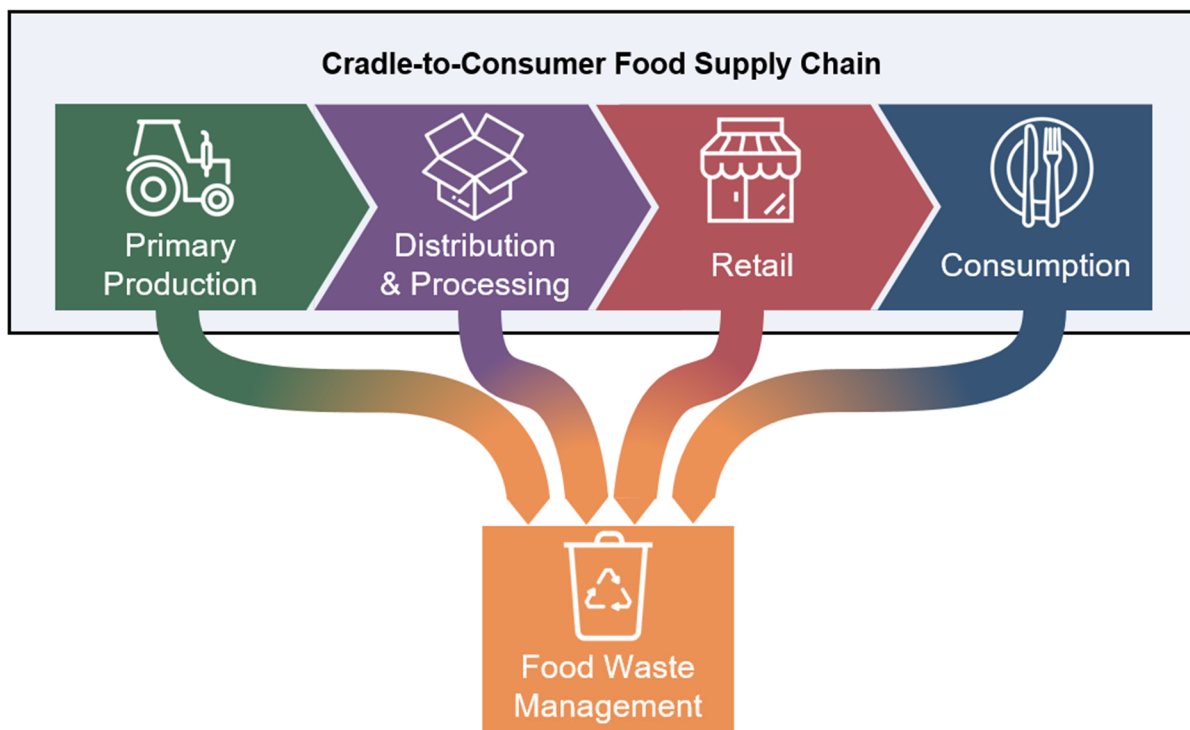 Cradle-to-Consumer Food Supply Chain
Primary
Production
Distribution
& Processing
Retail
Consumption
Food Waste
Management